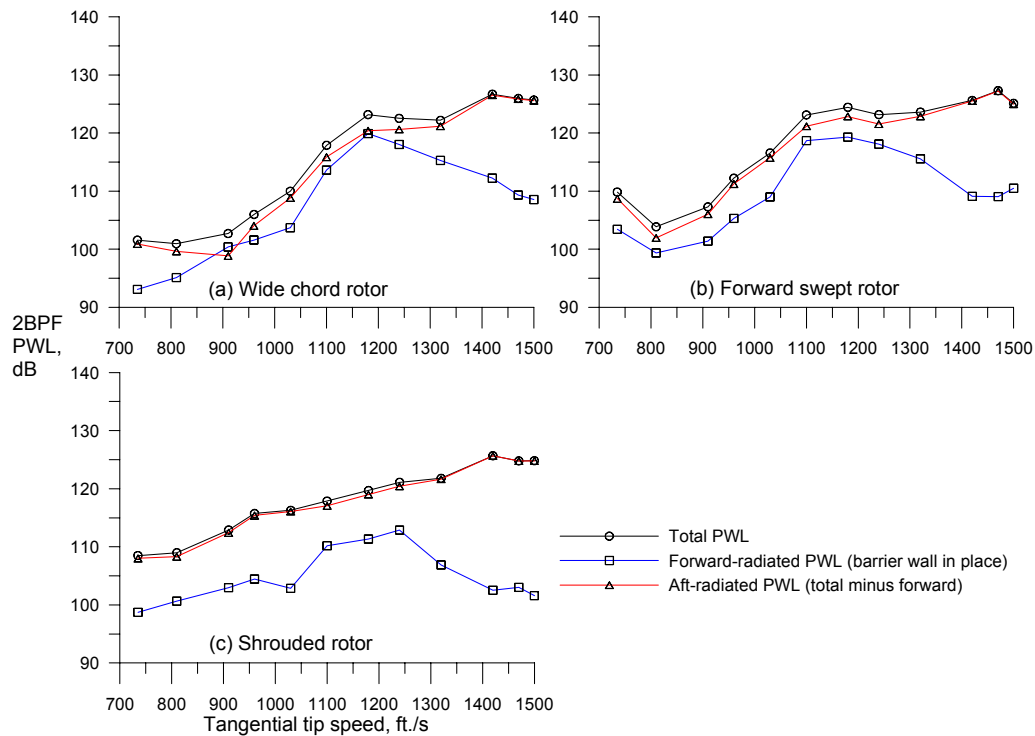 140
130
120
110
100
90
700 800 900 1000 1100 1200 1300 1400 1500
(a) Wide chord rotor
140
130
120
110
100
90
700 800 900 1000 1100 1200 1300 1400 1500
(b) Forward swept rotor
2BPF
PWL,
dB
140
130
120
110
100
90
700 800 900 1000 1100 1200 1300 1400 1500
(c) Shrouded rotor
Tangential tip speed, ft./s
Total PWL
Forward-radiated PWL (barrier wall in place)
Aft-radiated PWL (total minus forward)